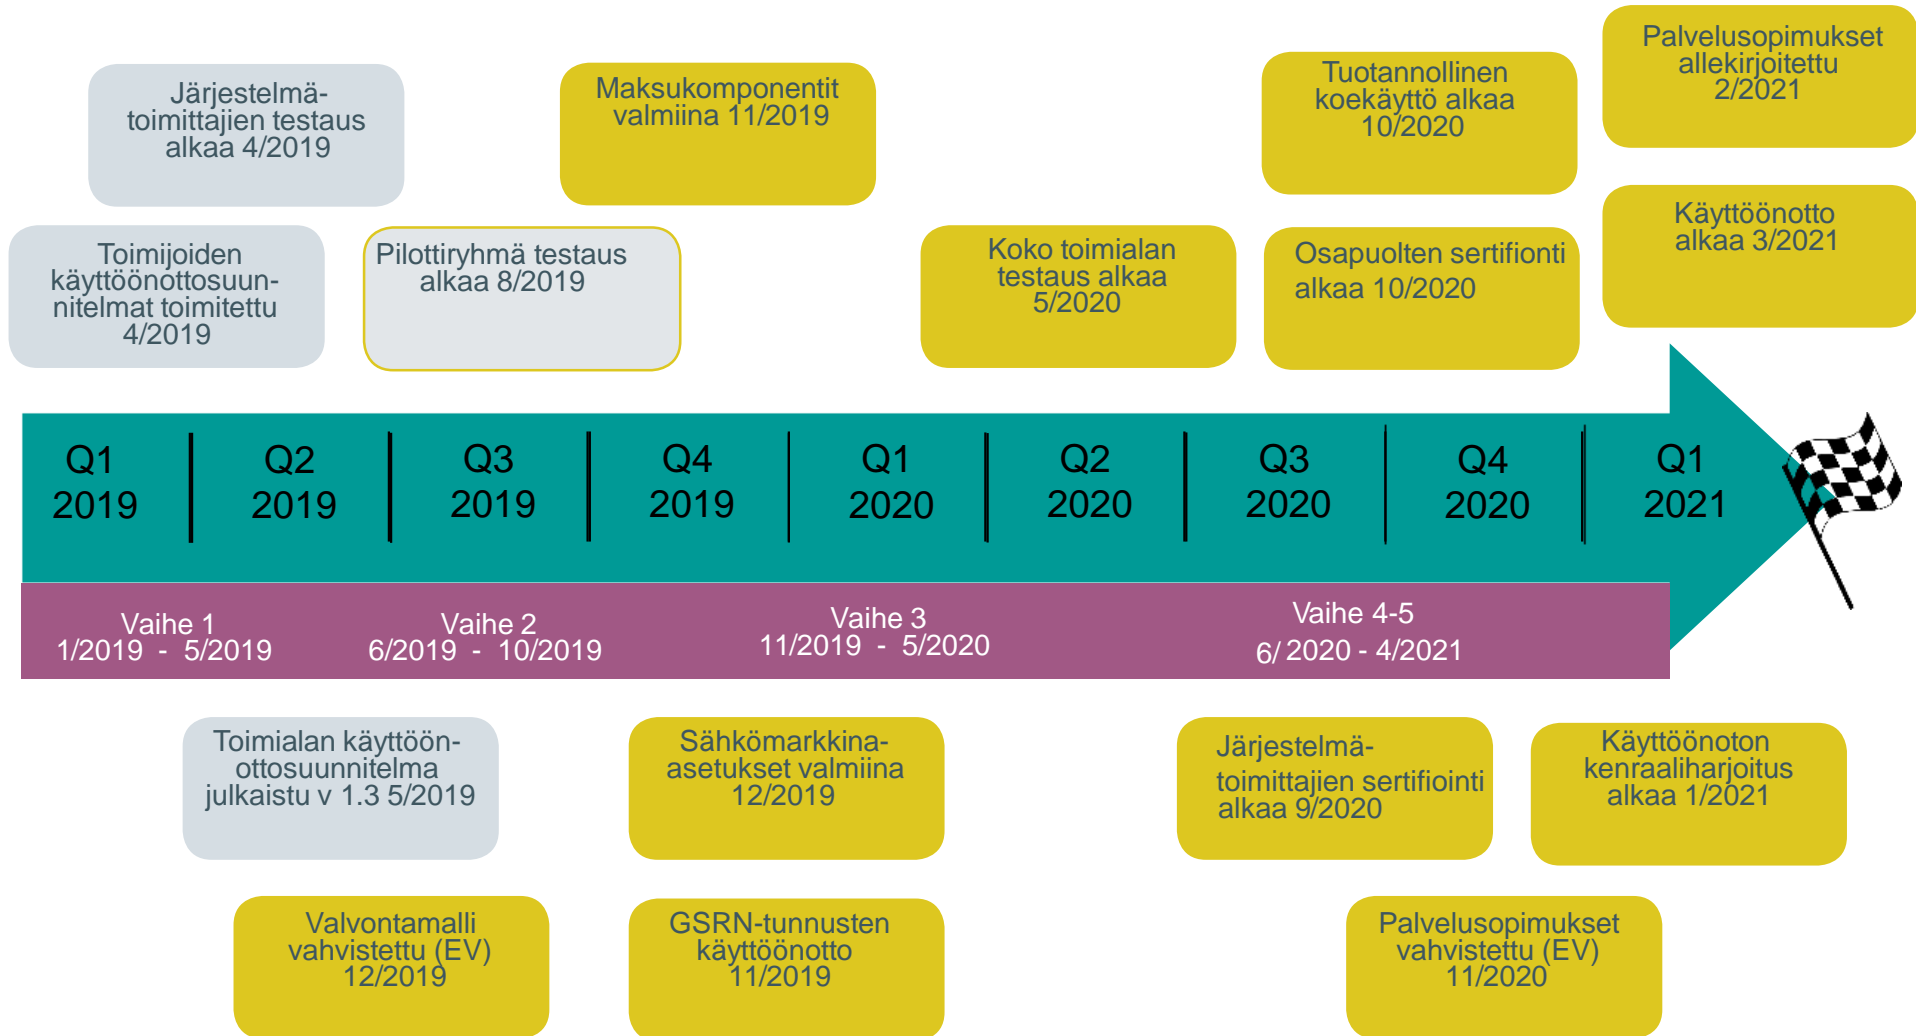 Järjestelmä-
toimittajien testaus
alkaa 4/2019
Maksukomponentit
valmiina 11/2019
Tuotannollinen
koekäyttö alkaa
10/2020
Palvelusopimukset
allekirjoitettu
2/2021
Toimijoiden
käyttöönottosuun-
nitelmat toimitettu
4/2019
Pilottiryhmä testaus
alkaa 8/2019
Koko toimialan
testaus alkaa
5/2020
Osapuolten sertifionti
alkaa 10/2020
Käyttöönotto
alkaa 3/2021
Q1
2019
Q2
2019
Q3
2019
Q4
2019
Q1
2020
Q2
2020
Q3
2020
Q4
2020
Q1
2021
Vaihe 1
1/2019 - 5/2019
Vaihe 2
6/2019 - 10/2019
Vaihe 3
11/2019 - 5/2020
Vaihe 4-5
6/ 2020 - 4/2021
Toimialan käyttöön-
ottosuunnitelma
julkaistu v 1.3 5/2019
Sähkömarkkina-
asetukset valmiina
12/2019
Järjestelmä-
toimittajien sertifiointi
alkaa 9/2020
Käyttöönoton
kenraaliharjoitus
alkaa 1/2021
Valvontamalli
vahvistettu (EV)
12/2019
GSRN-tunnusten
käyttöönotto
11/2019
Palvelusopimukset
vahvistettu (EV)
11/2020